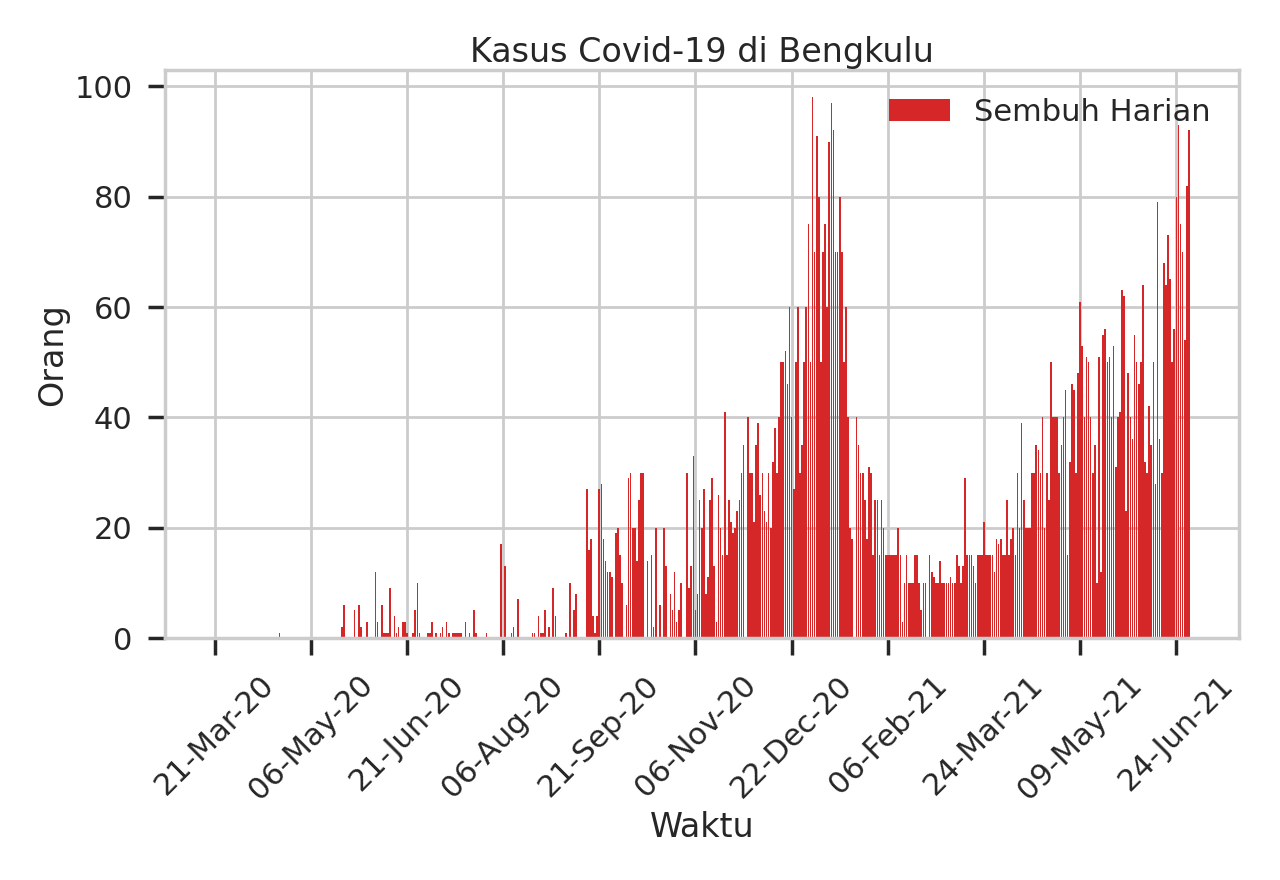 Kasus Covid-19 di Bengkulu
Sembuh Harian
Orang
100
80
60
40
20
0
21-Mar-20
06-May-20
21-Jun-20
06-Aug-20
21-Sep-20
06-Nov-20
22-Dec-20
06-Feb-21
24-Mar-21
09-May-21
24-Jun-21
Waktu